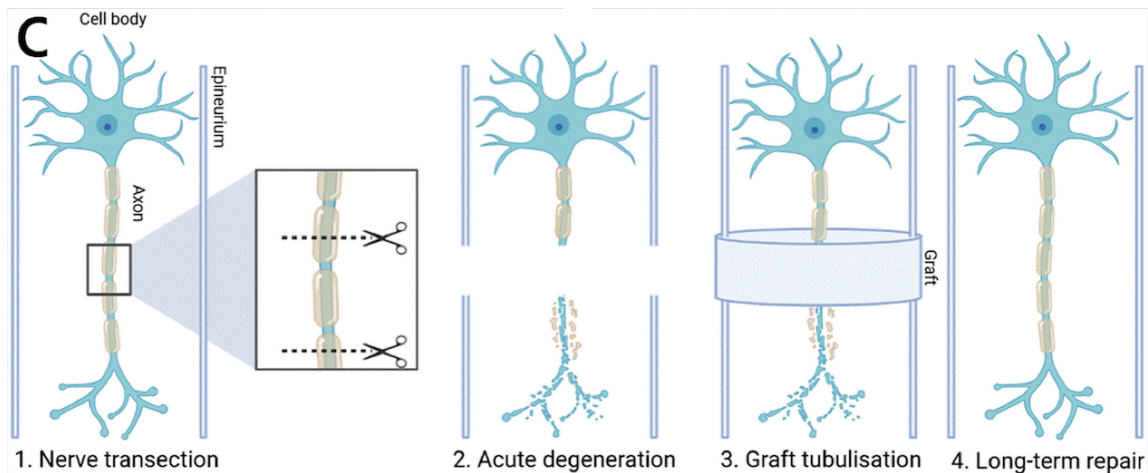 C
Cell body
Epineurium
Axon
Graft
1. Nerve transection
2. Acute degeneration
3. Graft tubulisation
4. Long-term repair